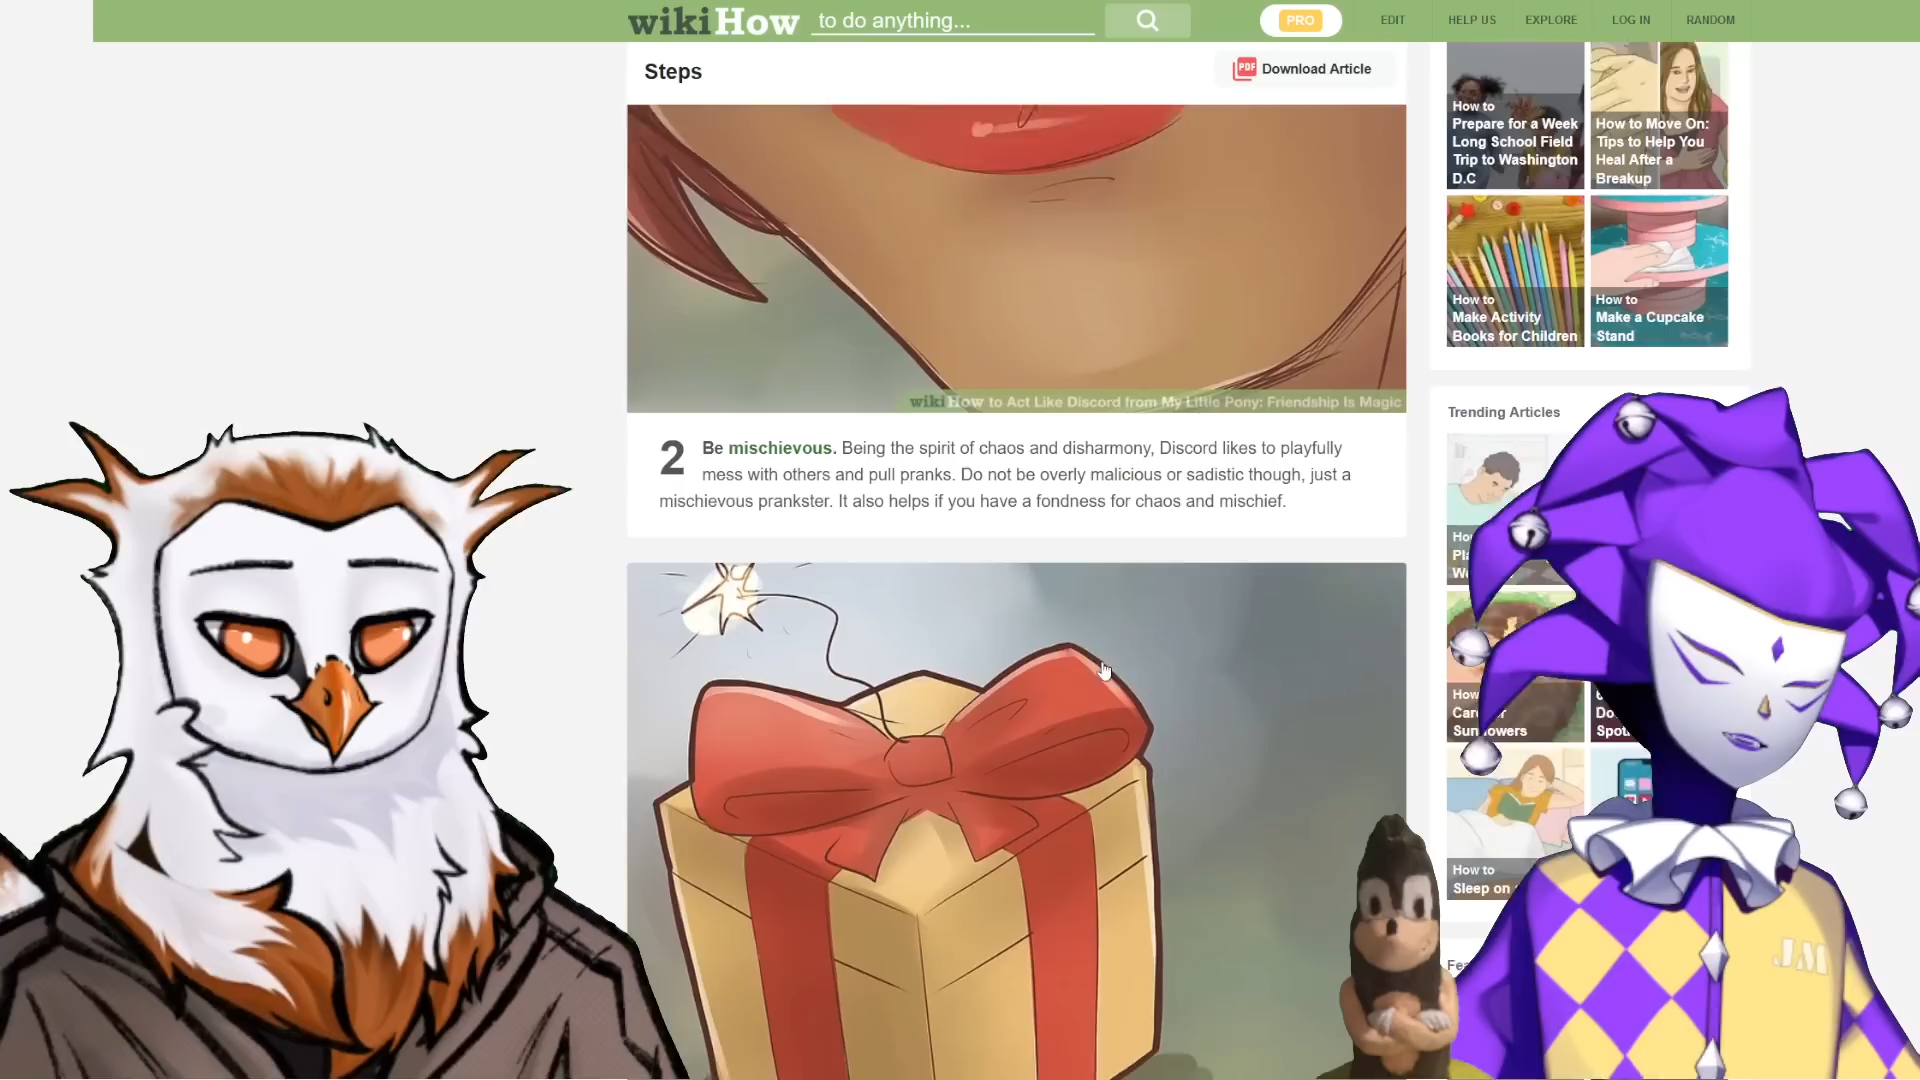 wikiHow to do anything...
PRO
EDIT
HELP US
EXPLORE
LOG IN
RANDOM
Steps
PDF Download Article
wikiHow to Act Like Discord from My Little Pony: Friendship Is Magic
2 Be mischievous. Being the spirit of chaos and disharmony, Discord likes to playfully
mess with others and pull pranks. Do not be overly malicious or sadistic though, just a
mischievous prankster. It also helps if you have a fondness for chaos and mischief.
How to
Prepare for a Week
Long School Field
Trip to Washington
D.C
How to Move On:
Tips to Help You
Heal After a
Breakup
How to
Make Activity
Books for Children
How to
Make a Cupcake
Stand
Trending Articles
How to
Sleep on
JM